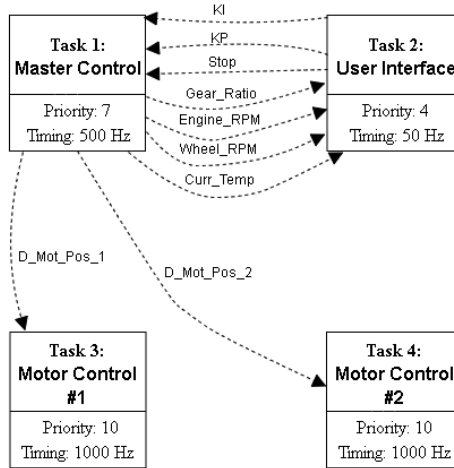 Task 1:
Master Control
Priority: 7
Timing: 500 Hz
KI
KP
Stop
Gear_Ratio
Engine_RPM
Wheel_RPM
Curr_Temp
Task 2:
User Interface
Priority: 4
Timing: 50 Hz
D_Mot_Pos_1
D_Mot_Pos_2
Task 3:
Motor Control
#1
Priority: 10
Timing: 1000 Hz
Task 4:
Motor Control
#2
Priority: 10
Timing: 1000 Hz